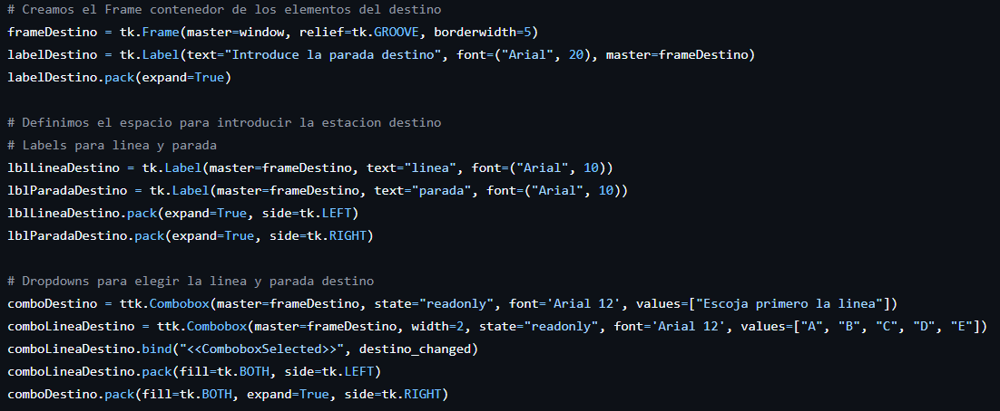 # Creamos el Frame contenedor de los elementos del destino
frameDestino = tk.Frame(master=window, relief=tk.GROOVE, borderwidth=5)
labelDestino = tk.Label(text="Introduce la parada destino", font=("Arial", 20), master=frameDestino)
labelDestino.pack(expand=True)

# Definimos el espacio para introducir la estacion destino
# Labels para linea y parada
lblLineaDestino = tk.Label(master=frameDestino, text="linea", font=("Arial", 10))
lblParadaDestino = tk.Label(master=frameDestino, text="parada", font=("Arial", 10))
lblLineaDestino.pack(expand=True, side=tk.LEFT)
lblParadaDestino.pack(expand=True, side=tk.RIGHT)

# Dropdowns para elegir la linea y parada destino
comboDestino = ttk.Combobox(master=frameDestino, state="readonly", font='Arial 12', values=["Escoja primero la linea"])
comboLineaDestino = ttk.Combobox(master=frameDestino, width=2, state="readonly", font='Arial 12', values=["A", "B", "C", "D", "E"])
comboLineaDestino.bind("<<ComboboxSelected>>", destino_changed)
comboLineaDestino.pack(fill=tk.BOTH, side=tk.LEFT)
comboDestino.pack(fill=tk.BOTH, expand=True, side=tk.RIGHT)